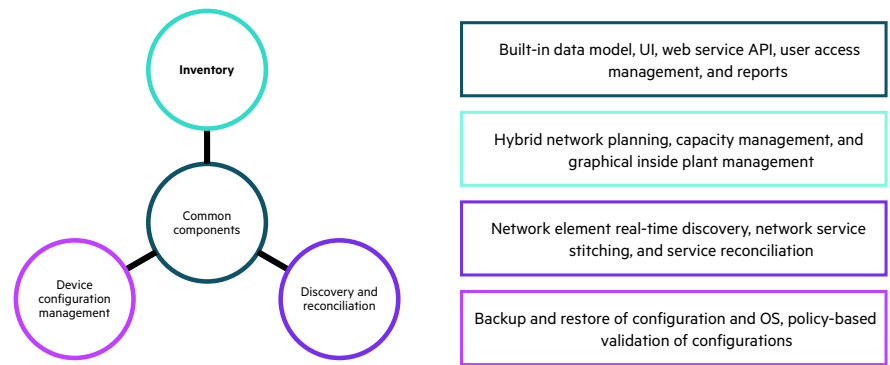 Inventory
Common
components
Device
configuration
management
Discovery and
reconciliation
Built-in data model, UI, web service API, user access
management, and reports
Hybrid network planning, capacity management, and
graphical inside plant management
Network element real-time discovery, network service
stitching, and service reconciliation
Backup and restore of configuration and OS, policy-based
validation of configurations